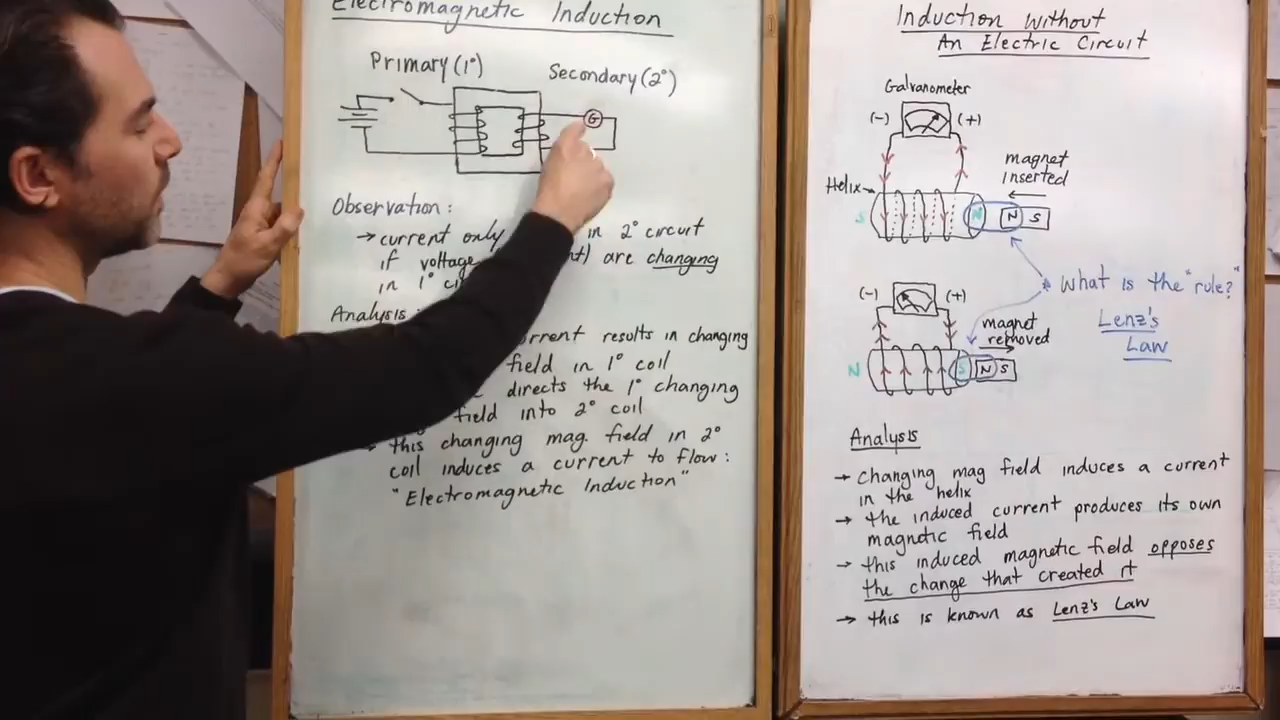 Electromagnetic Induction
Primary (1°)
Secondary (2°)
G
Observation:
→ current only in 2° circuit
if voltage are changing
in 1°
Analysis:
current results in changing
field in 1° coil
directs the 1° changing
field into 2° coil
→ this changing mag. field in 2°
coil induces a current to flow:
"Electromagnetic Induction"
Induction Without
An Electric Circuit
Galvanometer
(-) (+)
magnet
inserted
Helix
S N N S
(-) (+)
* What is the "rule?"
Lenz's
Law
magnet
removed
N S N S
Analysis
→ Changing mag field induces a current
in the helix
→ the induced current produces its own
magnetic field
→ this induced magnetic field opposes
the change that created it
→ this is known as Lenz's Law